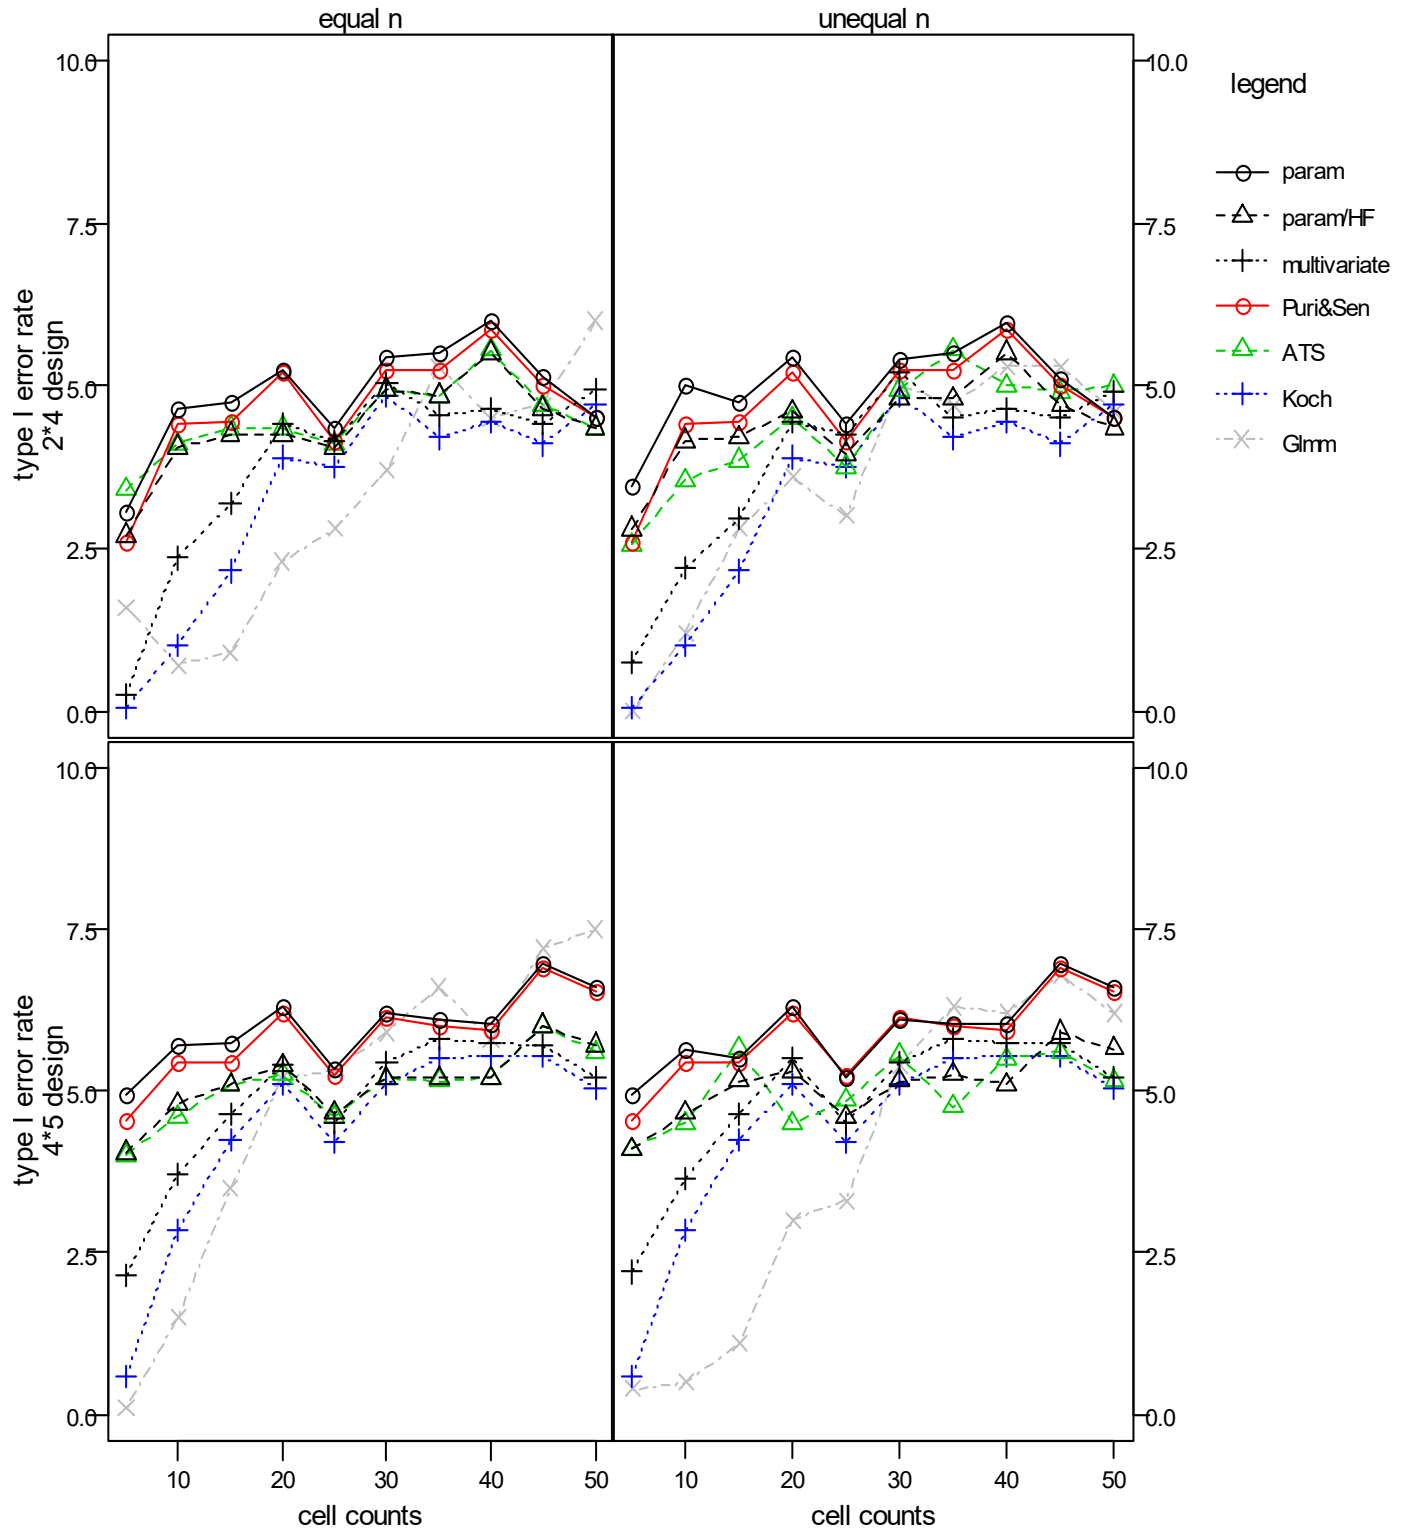 equal n
unequal n
legend
param
param/HF
multivariate
Puri&Sen
ATS
Koch
Glmm
type I error rate
2*4 design
10.0
7.5
5.0
2.5
0.0
10.0
7.5
5.0
2.5
0.0
type I error rate
4*5 design
10.0
7.5
5.0
2.5
0.0
10.0
7.5
5.0
2.5
0.0
10 20 30 40 50
10 20 30 40 50
cell counts
cell counts